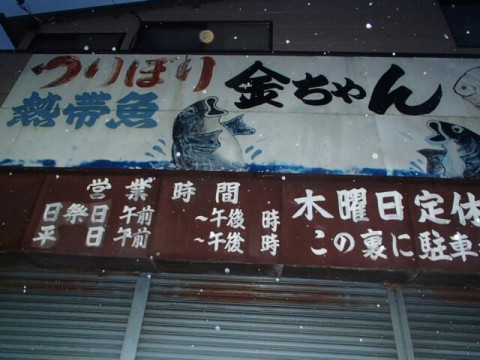 つりぼり 金ちゃん
熱帯魚
営業時間
日祭日 午前 ～午後 時
平日 午前 ～午後 時
木曜日定休
この裏に駐車